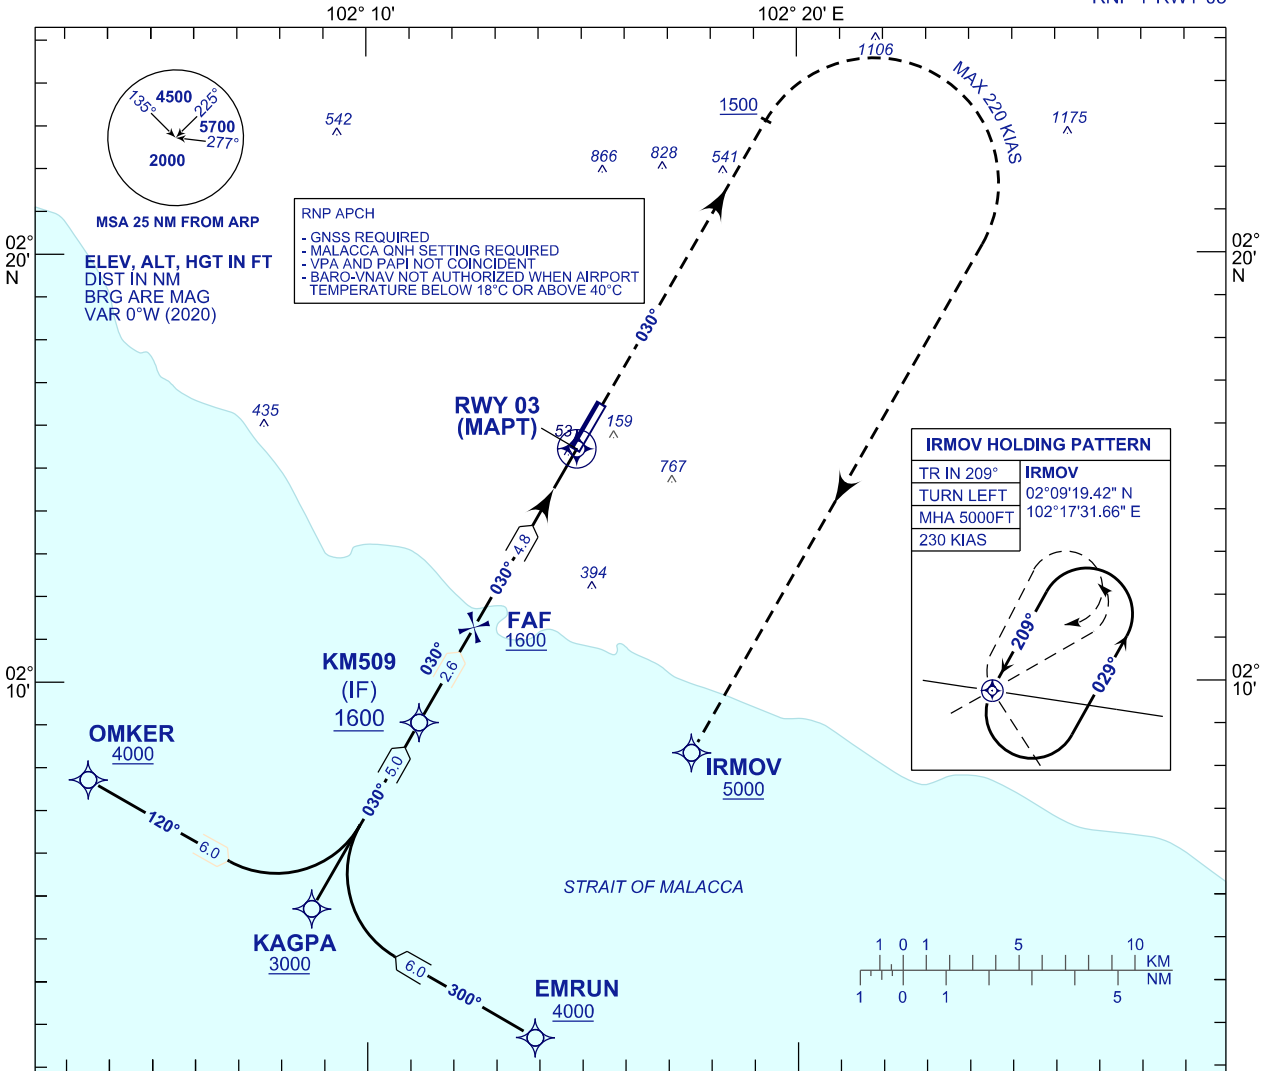 102° 10'
102° 20' E
1106
MAX 220 KIAS
1500
1175
542
866
828
541
4500
135°
225°
5700
277°
2000
MSA 25 NM FROM ARP
ELEV, ALT, HGT IN FT
DIST IN NM
BRG ARE MAG
VAR 0°W (2020)
RNP APCH
- GNSS REQUIRED
- MALACCA QNH SETTING REQUIRED
- VPA AND PAPI NOT COINCIDENT
- BARO-VNAV NOT AUTHORIZED WHEN AIRPORT
TEMPERATURE BELOW 18°C OR ABOVE 40°C
02°
20'
N
02°
20'
N
030°
435
RWY 03
(MAPT)
531
159
767
IRMOV HOLDING PATTERN
TR IN 209°
TURN LEFT
MHA 5000FT
230 KIAS
IRMOV
02°09'19.42" N
102°17'31.66" E
209°
029°
4.8
030°
394
FAF
1600
030°
2.6
KM509
(IF)
1600
02°
10'
02°
10'
OMKER
4000
5.0
030°
IRMOV
5000
120°
6.0
STRAIT OF MALACCA
KAGPA
3000
6.0
300°
EMRUN
4000
1 0 1 5 10
KM
NM
1 0 1 5